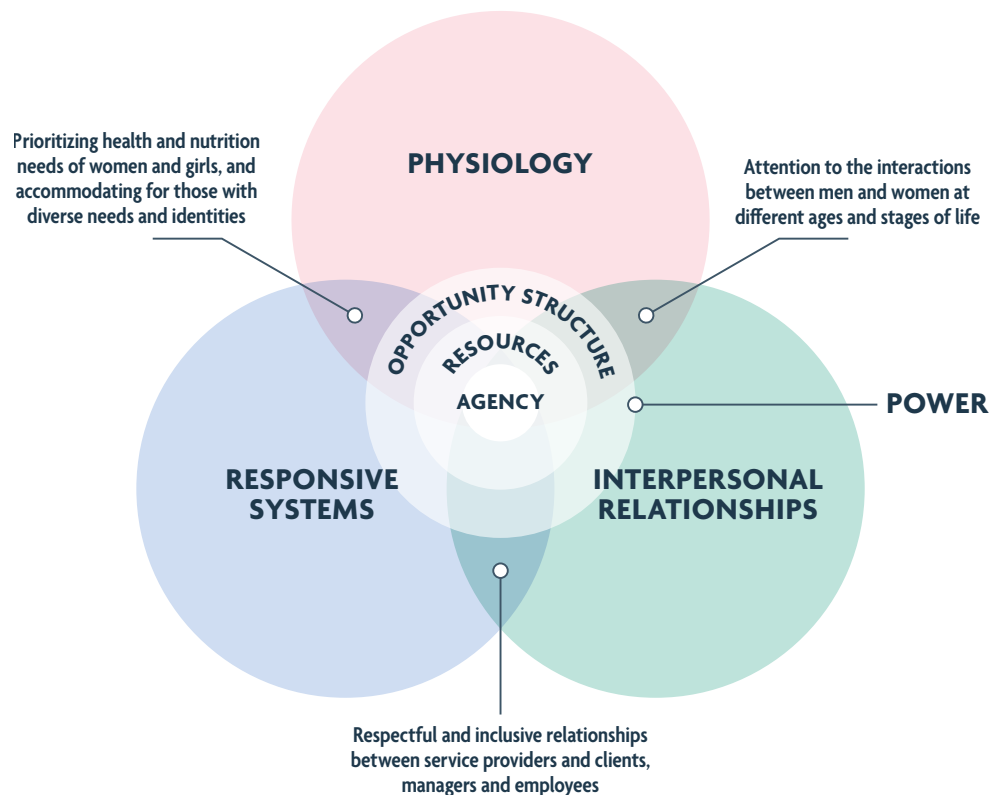 PHYSIOLOGY
Prioritizing health and nutrition
needs of women and girls, and
accommodating for those with
diverse needs and identities
Attention to the interactions
between men and women at
different ages and stages of life
OPPORTUNITY STRUCTURE
RESOURCES
AGENCY
POWER
RESPONSIVE
SYSTEMS
INTERPERSONAL
RELATIONSHIPS
Respectful and inclusive relationships
between service providers and clients,
managers and employees